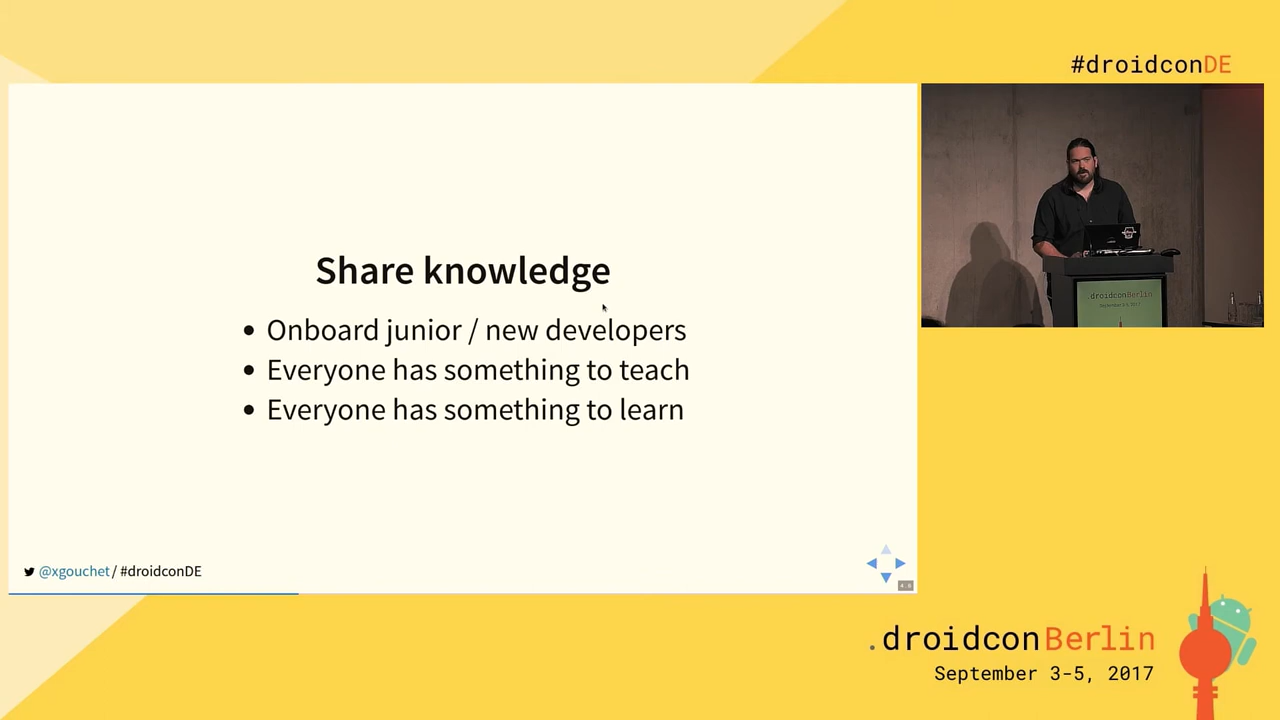 #droidconDE
Share knowledge
Onboard junior / new developers
Everyone has something to teach
Everyone has something to learn
@xgouchet / #droidconDE
.droidconBerlin
.droidconBerlin
September 3-5, 2017